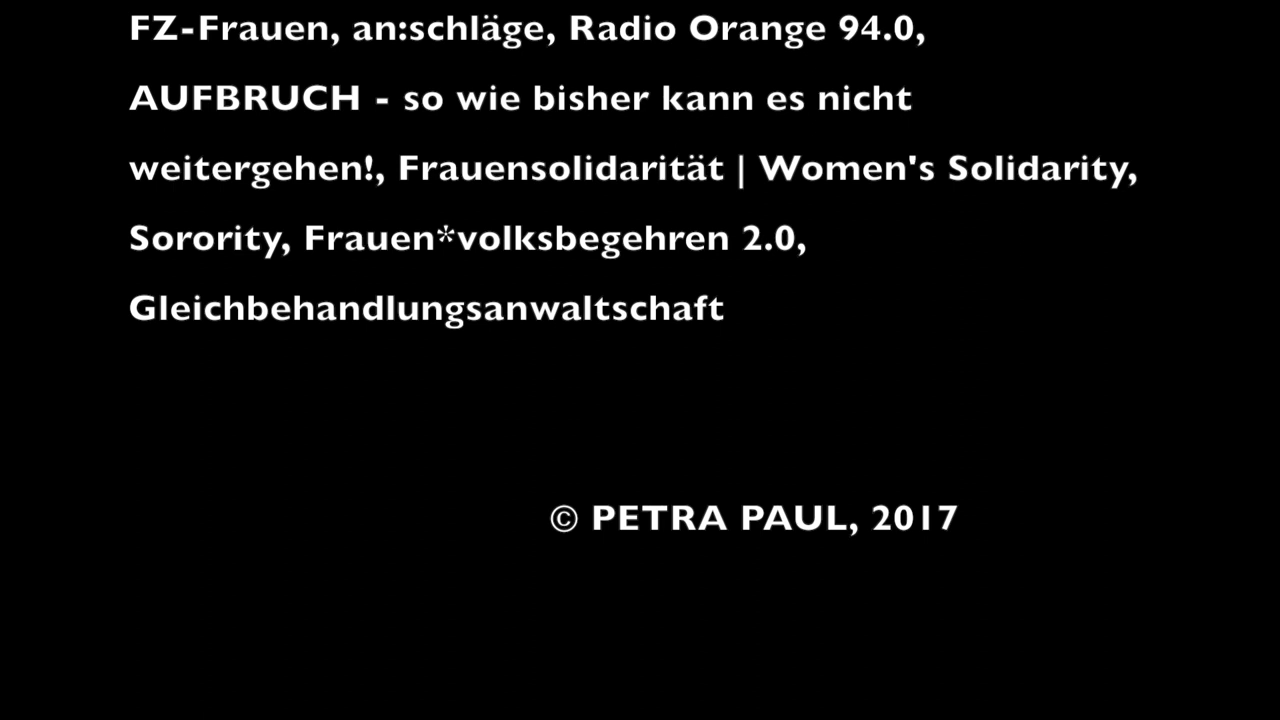 FZ-Frauen, an:schläge, Radio Orange 94.0,
AUFBRUCH - so wie bisher kann es nicht
weitergehen!, Frauensolidarität | Women's Solidarity,
Sorority, Frauen*volksbegehren 2.0,
Gleichbehandlungsanwaltschaft
© PETRA PAUL, 2017